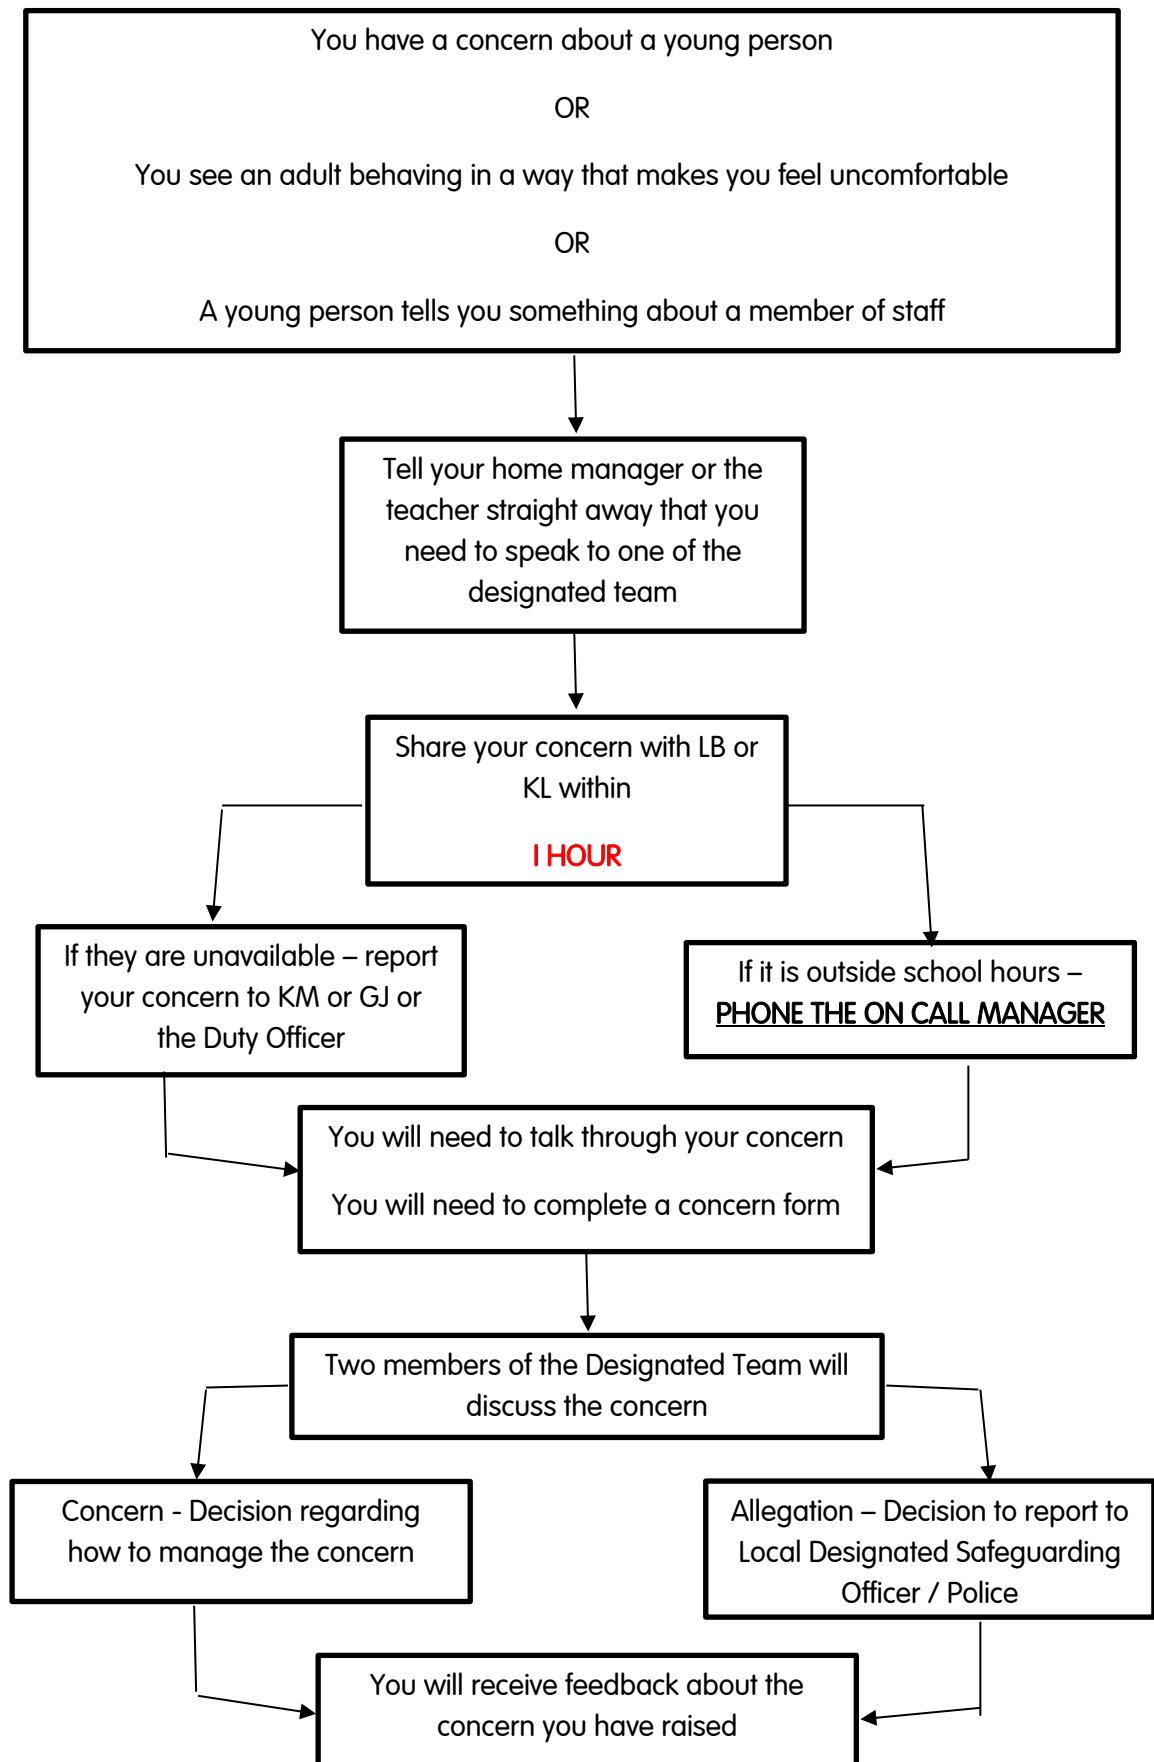 You have a concern about a young person
OR
You see an adult behaving in a way that makes you feel uncomfortable
OR
A young person tells you something about a member of staff
Tell your home manager or the
teacher straight away that you
need to speak to one of the
designated team
Share your concern with LB or
KL within
1 HOUR
If they are unavailable – report
your concern to KM or GJ or
the Duty Officer
If it is outside school hours –
PHONE THE ON CALL MANAGER
You will need to talk through your concern
You will need to complete a concern form
Two members of the Designated Team will
discuss the concern
Concern - Decision regarding
how to manage the concern
Allegation – Decision to report to
Local Designated Safeguarding
Officer / Police
You will receive feedback about the
concern you have raised